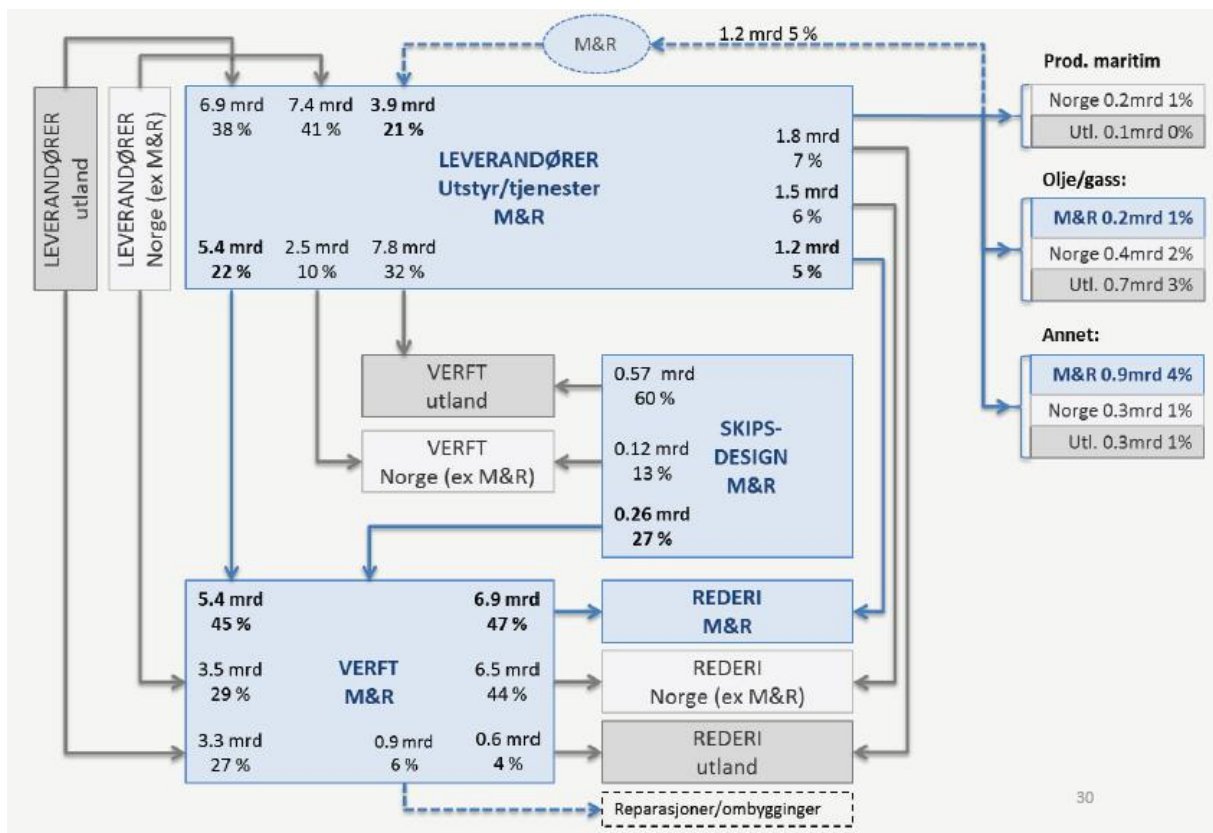 M&R
1.2 mrd 5 %
Prod. maritim
Norge 0.2mrd 1%
Utl. 0.1mrd 0%
Olje/gass:
M&R 0.2mrd 1%
Norge 0.4mrd 2%
Utl. 0.7mrd 3%
Annet:
M&R 0.9mrd 4%
Norge 0.3mrd 1%
Utl. 0.3mrd 1%
LEVERANDØRER
utland
LEVERANDØRER
Norge (ex M&R)
6.9 mrd
38 %
7.4 mrd
41 %
3.9 mrd
21 %
LEVERANDØRER
Utstyr/tjenester
M&R
1.8 mrd
7 %
1.5 mrd
6 %
1.2 mrd
5 %
5.4 mrd
22 %
2.5 mrd
10 %
7.8 mrd
32 %
VERFT
utland
VERFT
Norge (ex M&R)
0.57 mrd
60 %
0.12 mrd
13 %
0.26 mrd
27 %
SKIPS-
DESIGN
M&R
5.4 mrd
45 %
3.5 mrd
29 %
3.3 mrd
27 %
VERFT
M&R
6.9 mrd
47 %
6.5 mrd
44 %
0.9 mrd
6 %
0.6 mrd
4 %
REDERI
M&R
REDERI
Norge (ex M&R)
REDERI
utland
Reparasjoner/ombygginger
30